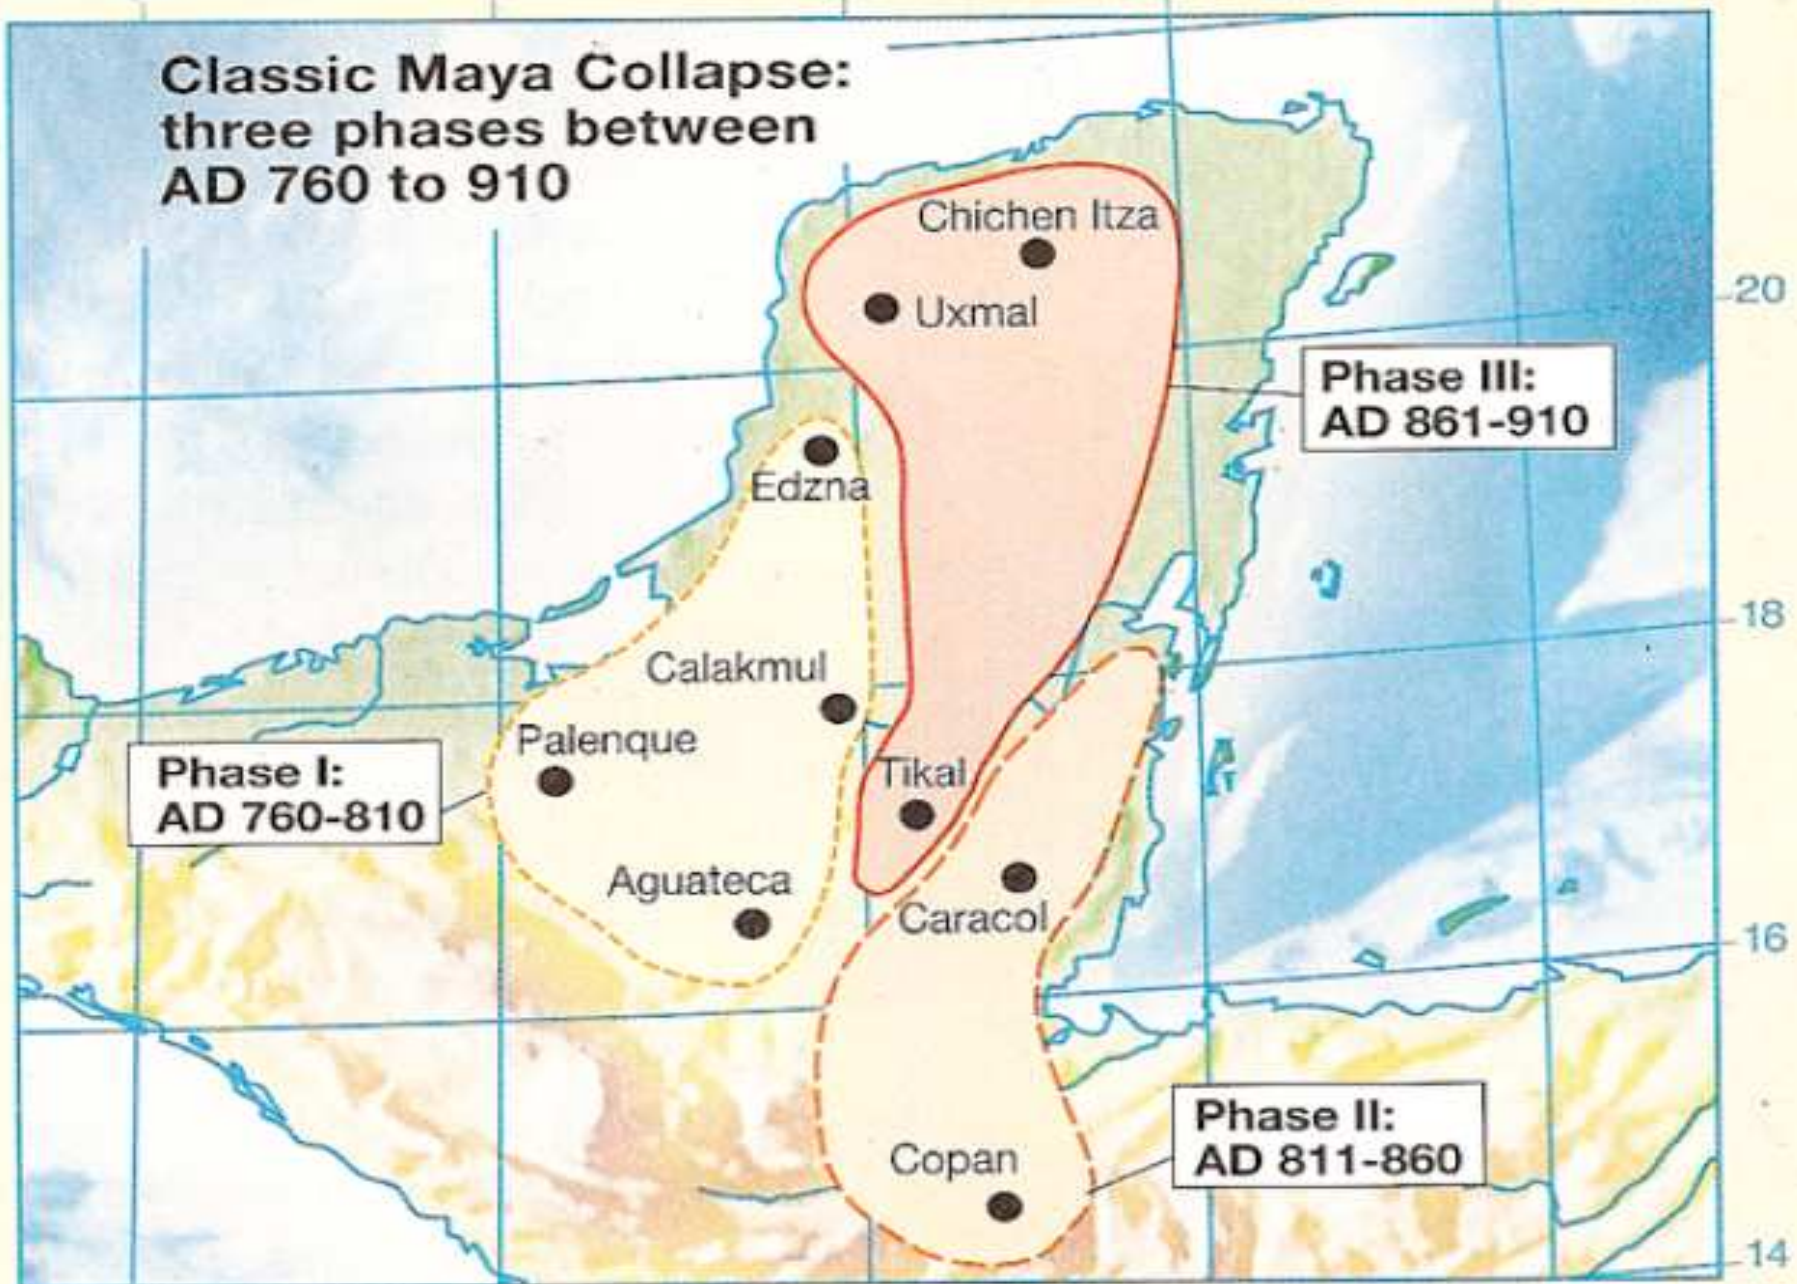 Classic Maya Collapse:
three phases between
AD 760 to 910
Chichen Itza
Uxmal
20
Phase III:
AD 861-910
Edzna
18
Calakmul
Palenque
Phase I:
AD 760-810
Tikal
Aguateca
Caracol
16
Phase II:
AD 811-860
Copan
14